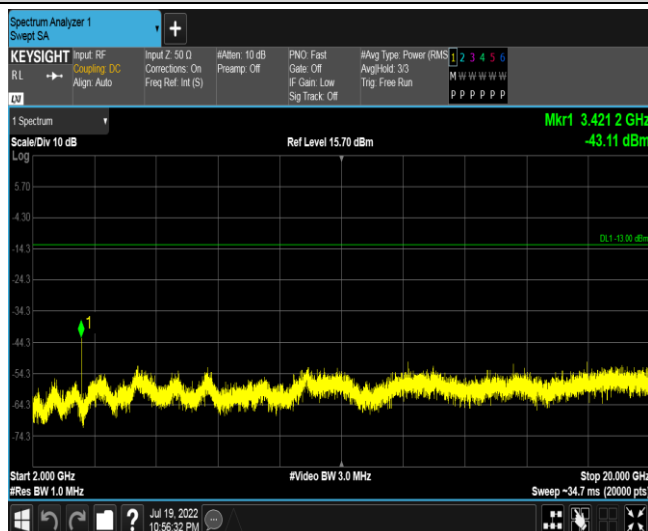 Spectrum Analyzer 1
Swept SA
+
KEYSIGHT Input: RF Input Z: 50 Ω #Atten: 10 dB PNO: Fast #Avg Type: Power (RMS 1 2 3 4 5 6
RL Coupling: DC Corrections: On Preamp: Off Gate: Off Avg|Hold: 3/3 M W W W W W
Align: Auto Freq Ref: Int (S) IF Gain: Low Trig: Free Run
Sig Track: Off P P P P P P
LXI
1 Spectrum Mkr1 3.421 2 GHz
Scale/Div 10 dB Ref Level 15.70 dBm -43.11 dBm
Log
5.70
-4.30
DL1 -13.00 dBm
-14.3
-24.3
-34.3
1
-44.3
-54.3
-64.3
-74.3
Start 2.000 GHz #Video BW 3.0 MHz Stop 20.000 GHz
#Res BW 1.0 MHz Sweep ~34.7 ms (20000 pts)
? Jul 19, 2022
10:56:32 PM